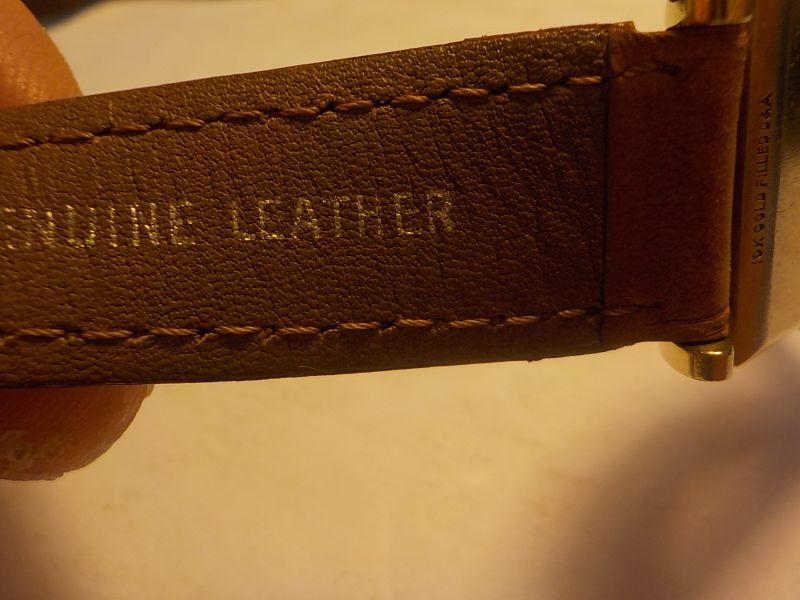 ENUINE LEATHER
10K GOLD FILLED D & A